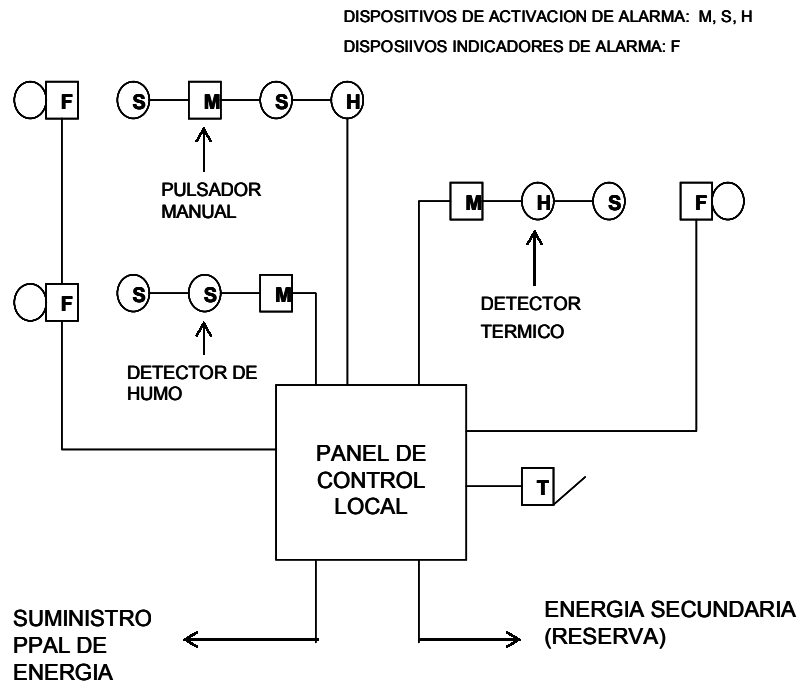 DISPOSITIVOS DE ACTIVACION DE ALARMA: M, S, H
DISPOSIIVOS INDICADORES DE ALARMA: F
F
S
M
S
H
PULSADOR
MANUAL
M
H
S
F
F
S
S
M
DETECTOR
TERMICO
DETECTOR DE
HUMO
PANEL DE
CONTROL
LOCAL
T
SUMINISTRO
PPAL DE
ENERGIA
ENERGIA SECUNDARIA
(RESERVA)